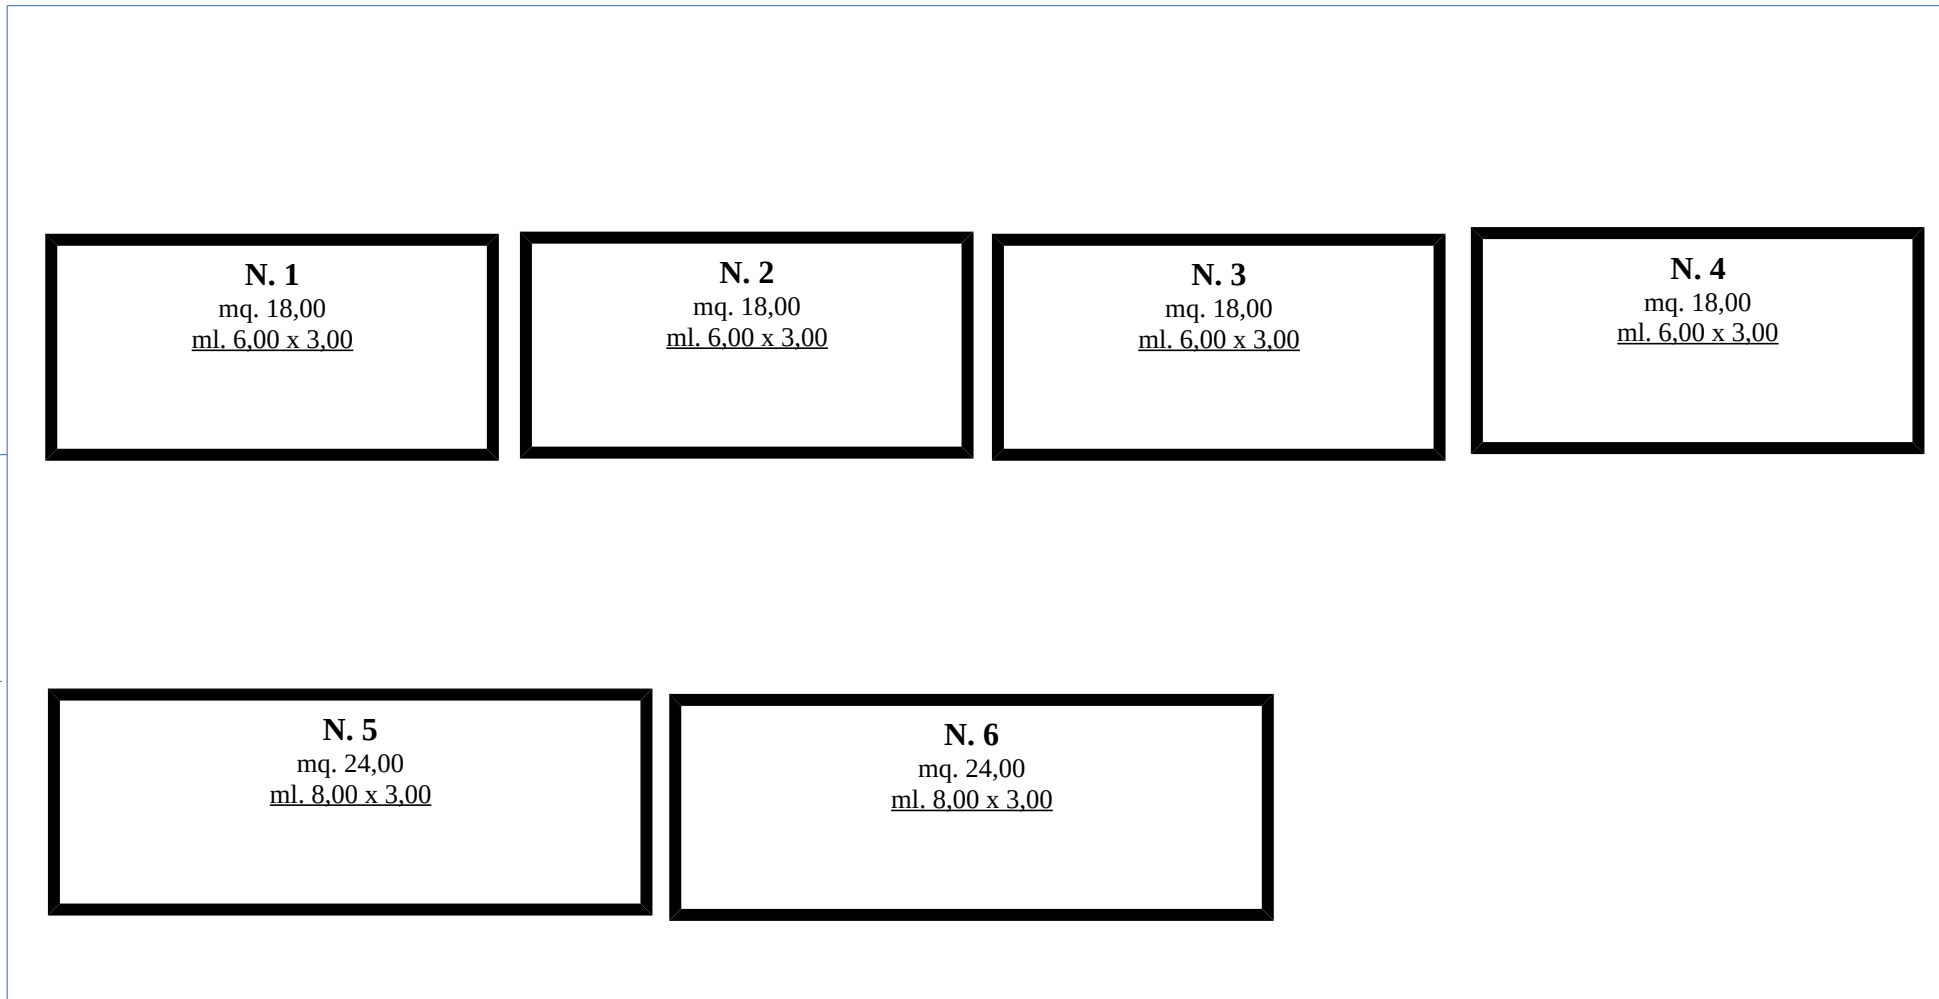 N. 1
mq. 18,00
ml. 6,00 x 3,00
N. 2
mq. 18,00
ml. 6,00 x 3,00
N. 3
mq. 18,00
ml. 6,00 x 3,00
N. 4
mq. 18,00
ml. 6,00 x 3,00
N. 5
mq. 24,00
ml. 8,00 x 3,00
N. 6
mq. 24,00
ml. 8,00 x 3,00